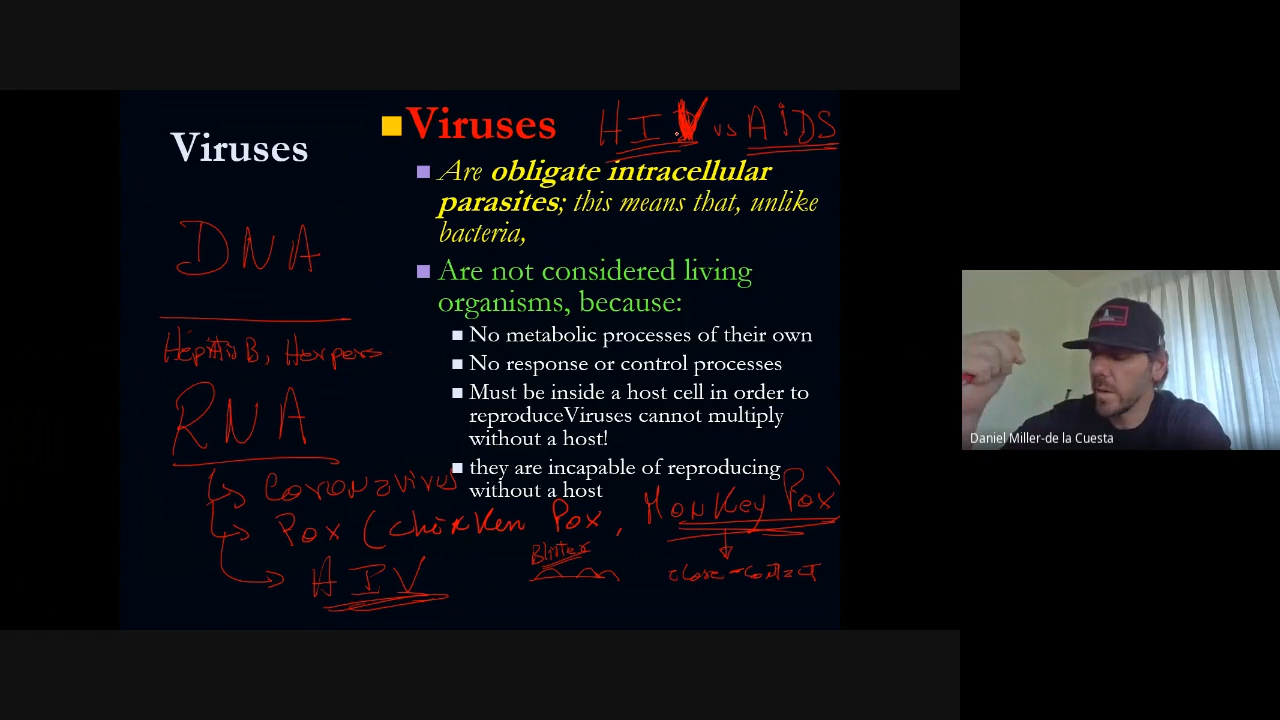 Viruses
Viruses
HIV vs AIDS
Are obligate intracellular
parasites; this means that, unlike
bacteria,
Are not considered living
organisms, because:
No metabolic processes of their own
No response or control processes
Must be inside a host cell in order to
reproduceViruses cannot multiply
without a host!
they are incapable of reproducing
without a host
DNA
Hepitits B, Herpers
RNA
Coronavirus
Pox (Chicken Pox, Monkey Pox)
Blister
close-contact
HIV
Daniel Miller-de la Cuesta